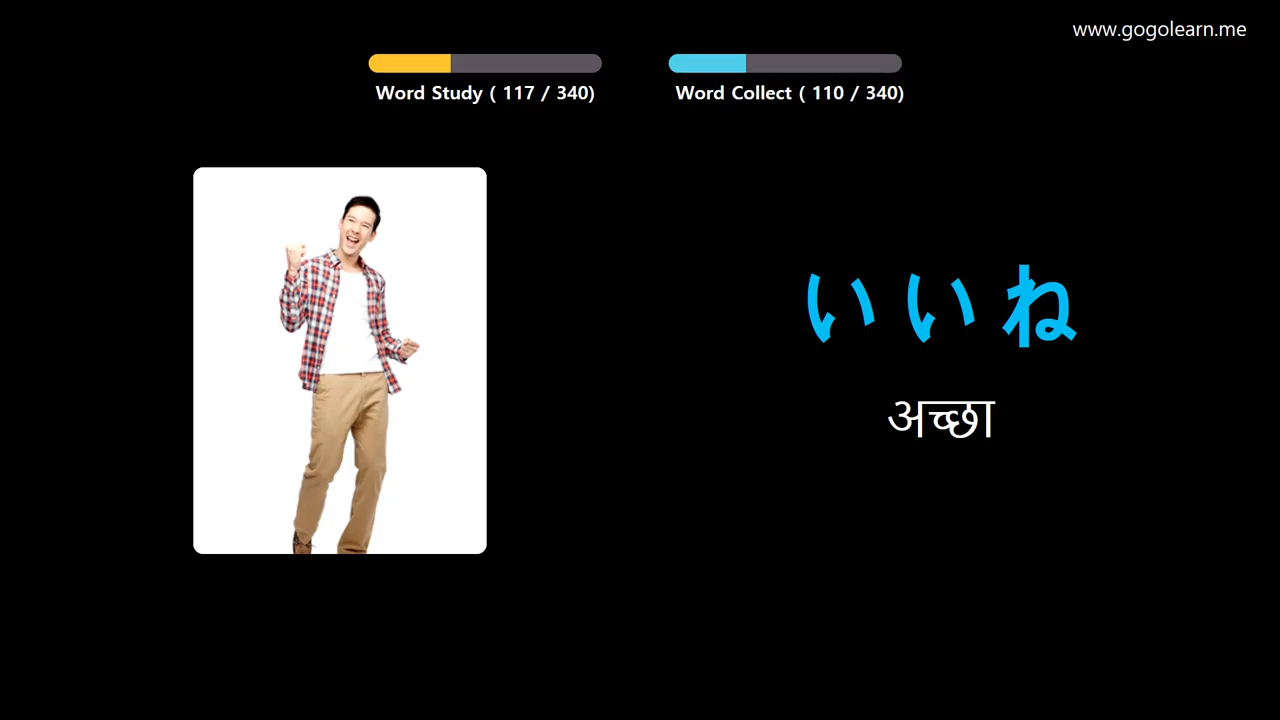 www.gogolearn.me
Word Study ( 117 / 340)
Word Collect ( 110 / 340)
いいね
अच्छा